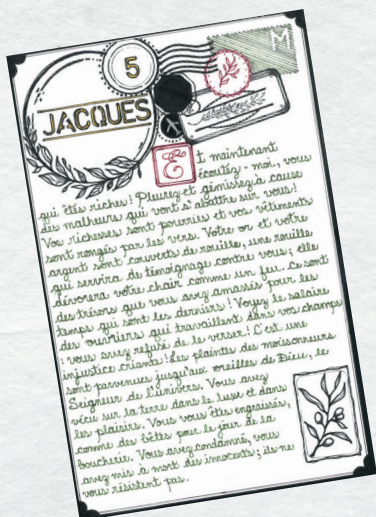 5
JACQUES
Et maintenant
écoutez-moi, vous
qui êtes riches! Pleurez et gémissez à cause
des malheurs qui vont s'abattre sur vous!
Vos richesses sont pourries et vos vêtements
sont rongés par les vers. Votre or et votre
argent sont couverts de rouille, une rouille
qui servira de témoignage contre vous; elle
dévorera votre chair comme un feu. Ce sont
des trésors que vous avez amassés pour les
temps qui sont les derniers! Voyez le salaire
des ouvriers qui travaillent dans vos champs
: vous avez refusé de le verser! C'est une
injustice criante! Les plaintes des moissonneurs
sont parvenues jusqu'aux oreilles de Dieu, le
Seigneur de l'univers. Vous avez
vécu sur la terre dans le luxe et dans
les plaisirs. Vous vous êtes engraissés,
comme des bêtes pour le jour de la
boucherie. Vous avez condamné, vous
avez mis à mort des innocents; ils ne
vous résistent pas.